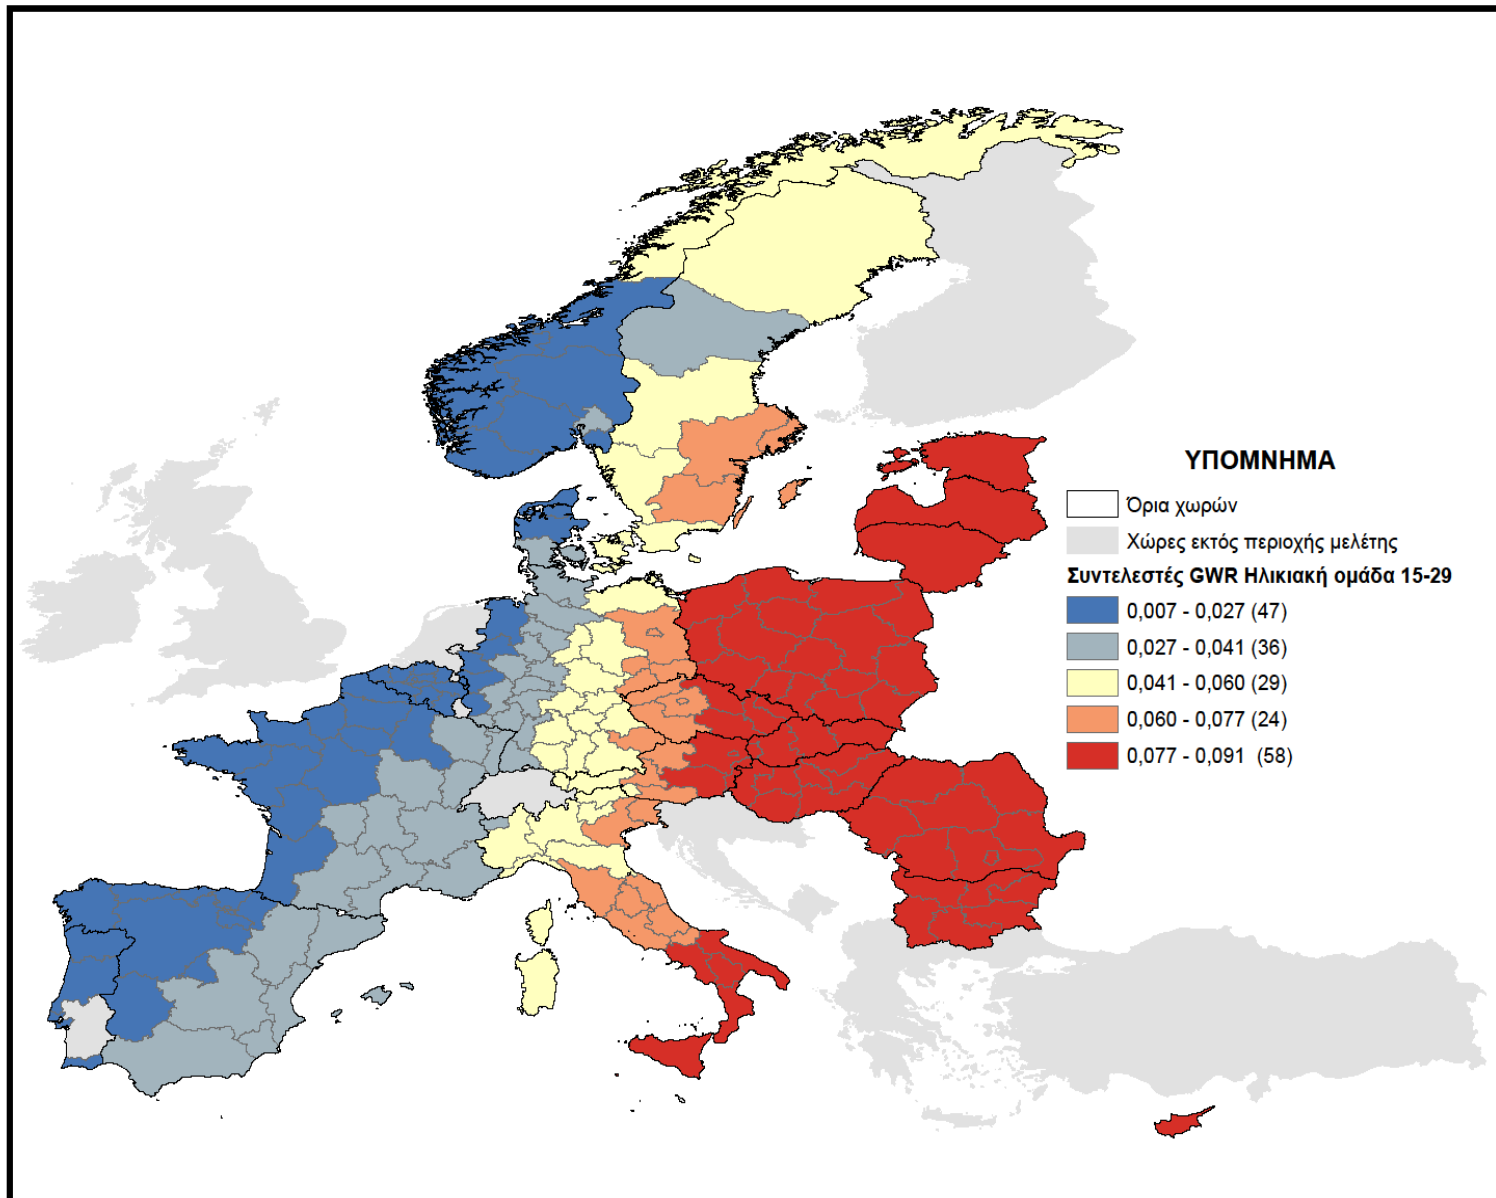 ΥΠΟΜΝΗΜΑ
Όρια χωρών
Χώρες εκτός περιοχής μελέτης
Συντελεστές GWR Ηλικιακή ομάδα 15-29
0,007 - 0,027 (47)
0,027 - 0,041 (36)
0,041 - 0,060 (29)
0,060 - 0,077 (24)
0,077 - 0,091 (58)